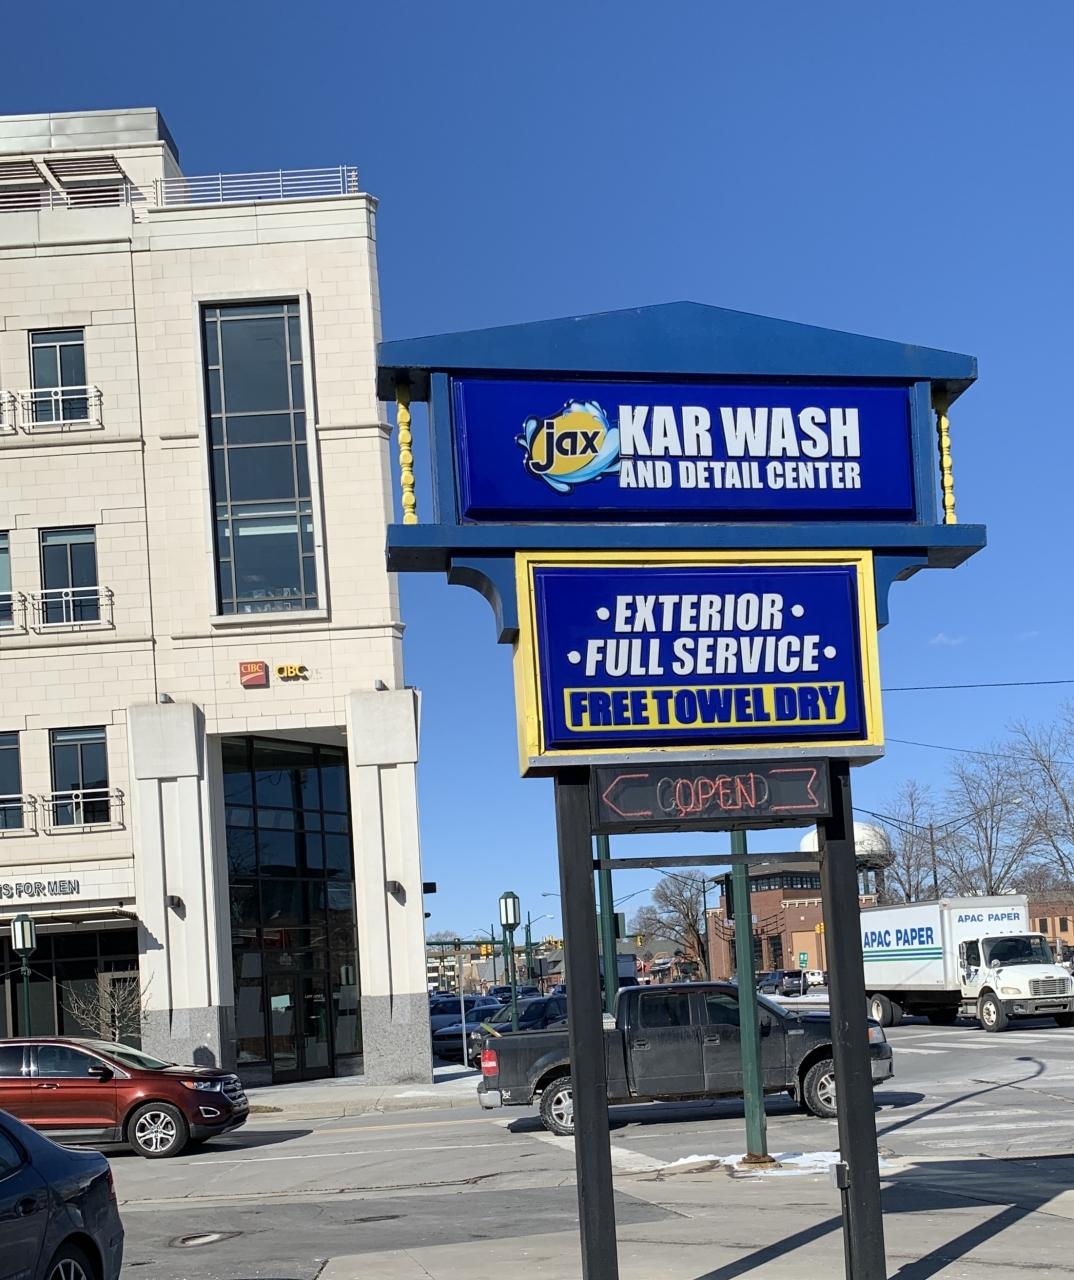 jax
KAR WASH
AND DETAIL CENTER
• EXTERIOR •
• FULL SERVICE •
FREE TOWEL DRY
OPEN
CIBC CIBC
FOR MEN
APAC PAPER
APAC PAPER